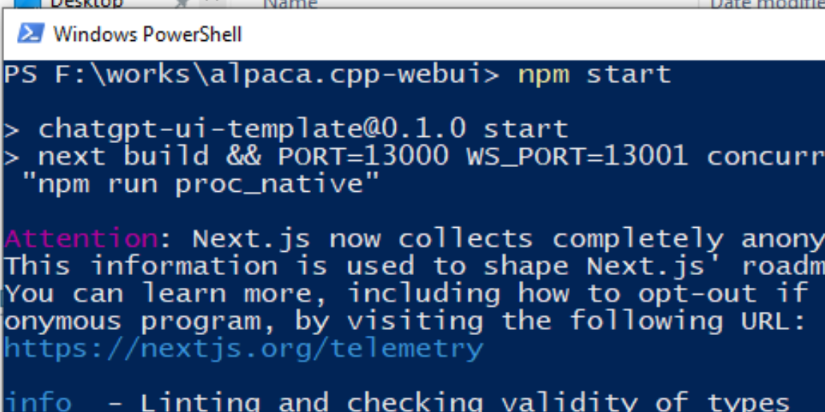 Desktop
Name
Date modifie
Windows PowerShell
PS F:\works\alpaca.cpp-webui> npm start
> chatgpt-ui-template@0.1.0 start
> next build && PORT=13000 WS_PORT=13001 concurr
"npm run proc_native"
Attention: Next.js now collects completely anony
This information is used to shape Next.js' roadm
You can learn more, including how to opt-out if
onymous program, by visiting the following URL:
https://nextjs.org/telemetry
info - Linting and checking validity of types